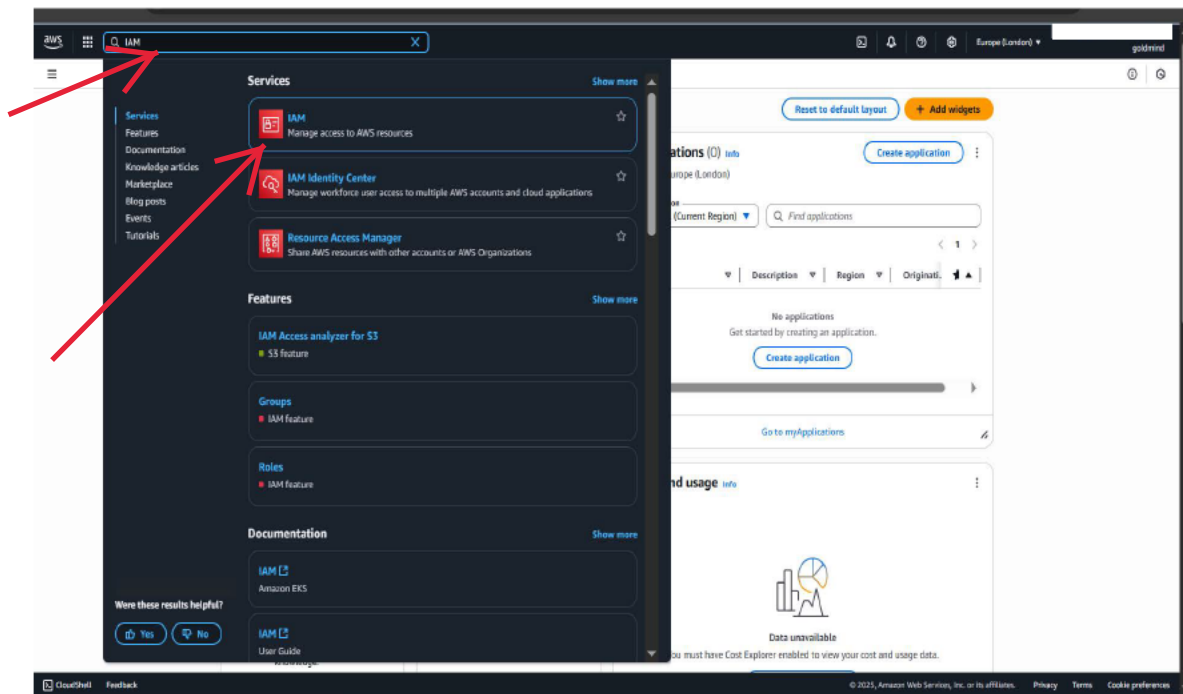 aws
IAM
Europe (London)
goldmind
Services
Features
Documentation
Knowledge articles
Marketplace
Blog posts
Events
Tutorials
Were these results helpful?
Yes
No
Services
Show more
IAM
Manage access to AWS resources
IAM Identity Center
Manage workforce user access to multiple AWS accounts and cloud applications
Resource Access Manager
Share AWS resources with other accounts or AWS Organizations
Features
Show more
IAM Access analyzer for S3
S3 feature
Groups
IAM feature
Roles
IAM feature
Documentation
Show more
IAM
Amazon EKS
IAM
User Guide
Reset to default layout
+ Add widgets
ations (0) Info
Create application
urope (London)
(Current Region)
Find applications
1
Description
Region
Originati.
No applications
Get started by creating an application.
Create application
Go to myApplications
nd usage Info
Data unavailable
ou must have Cost Explorer enabled to view your cost and usage data.
CloudShell
Feedback
© 2025, Amazon Web Services, Inc. or its affiliates.
Privacy
Terms
Cookie preferences